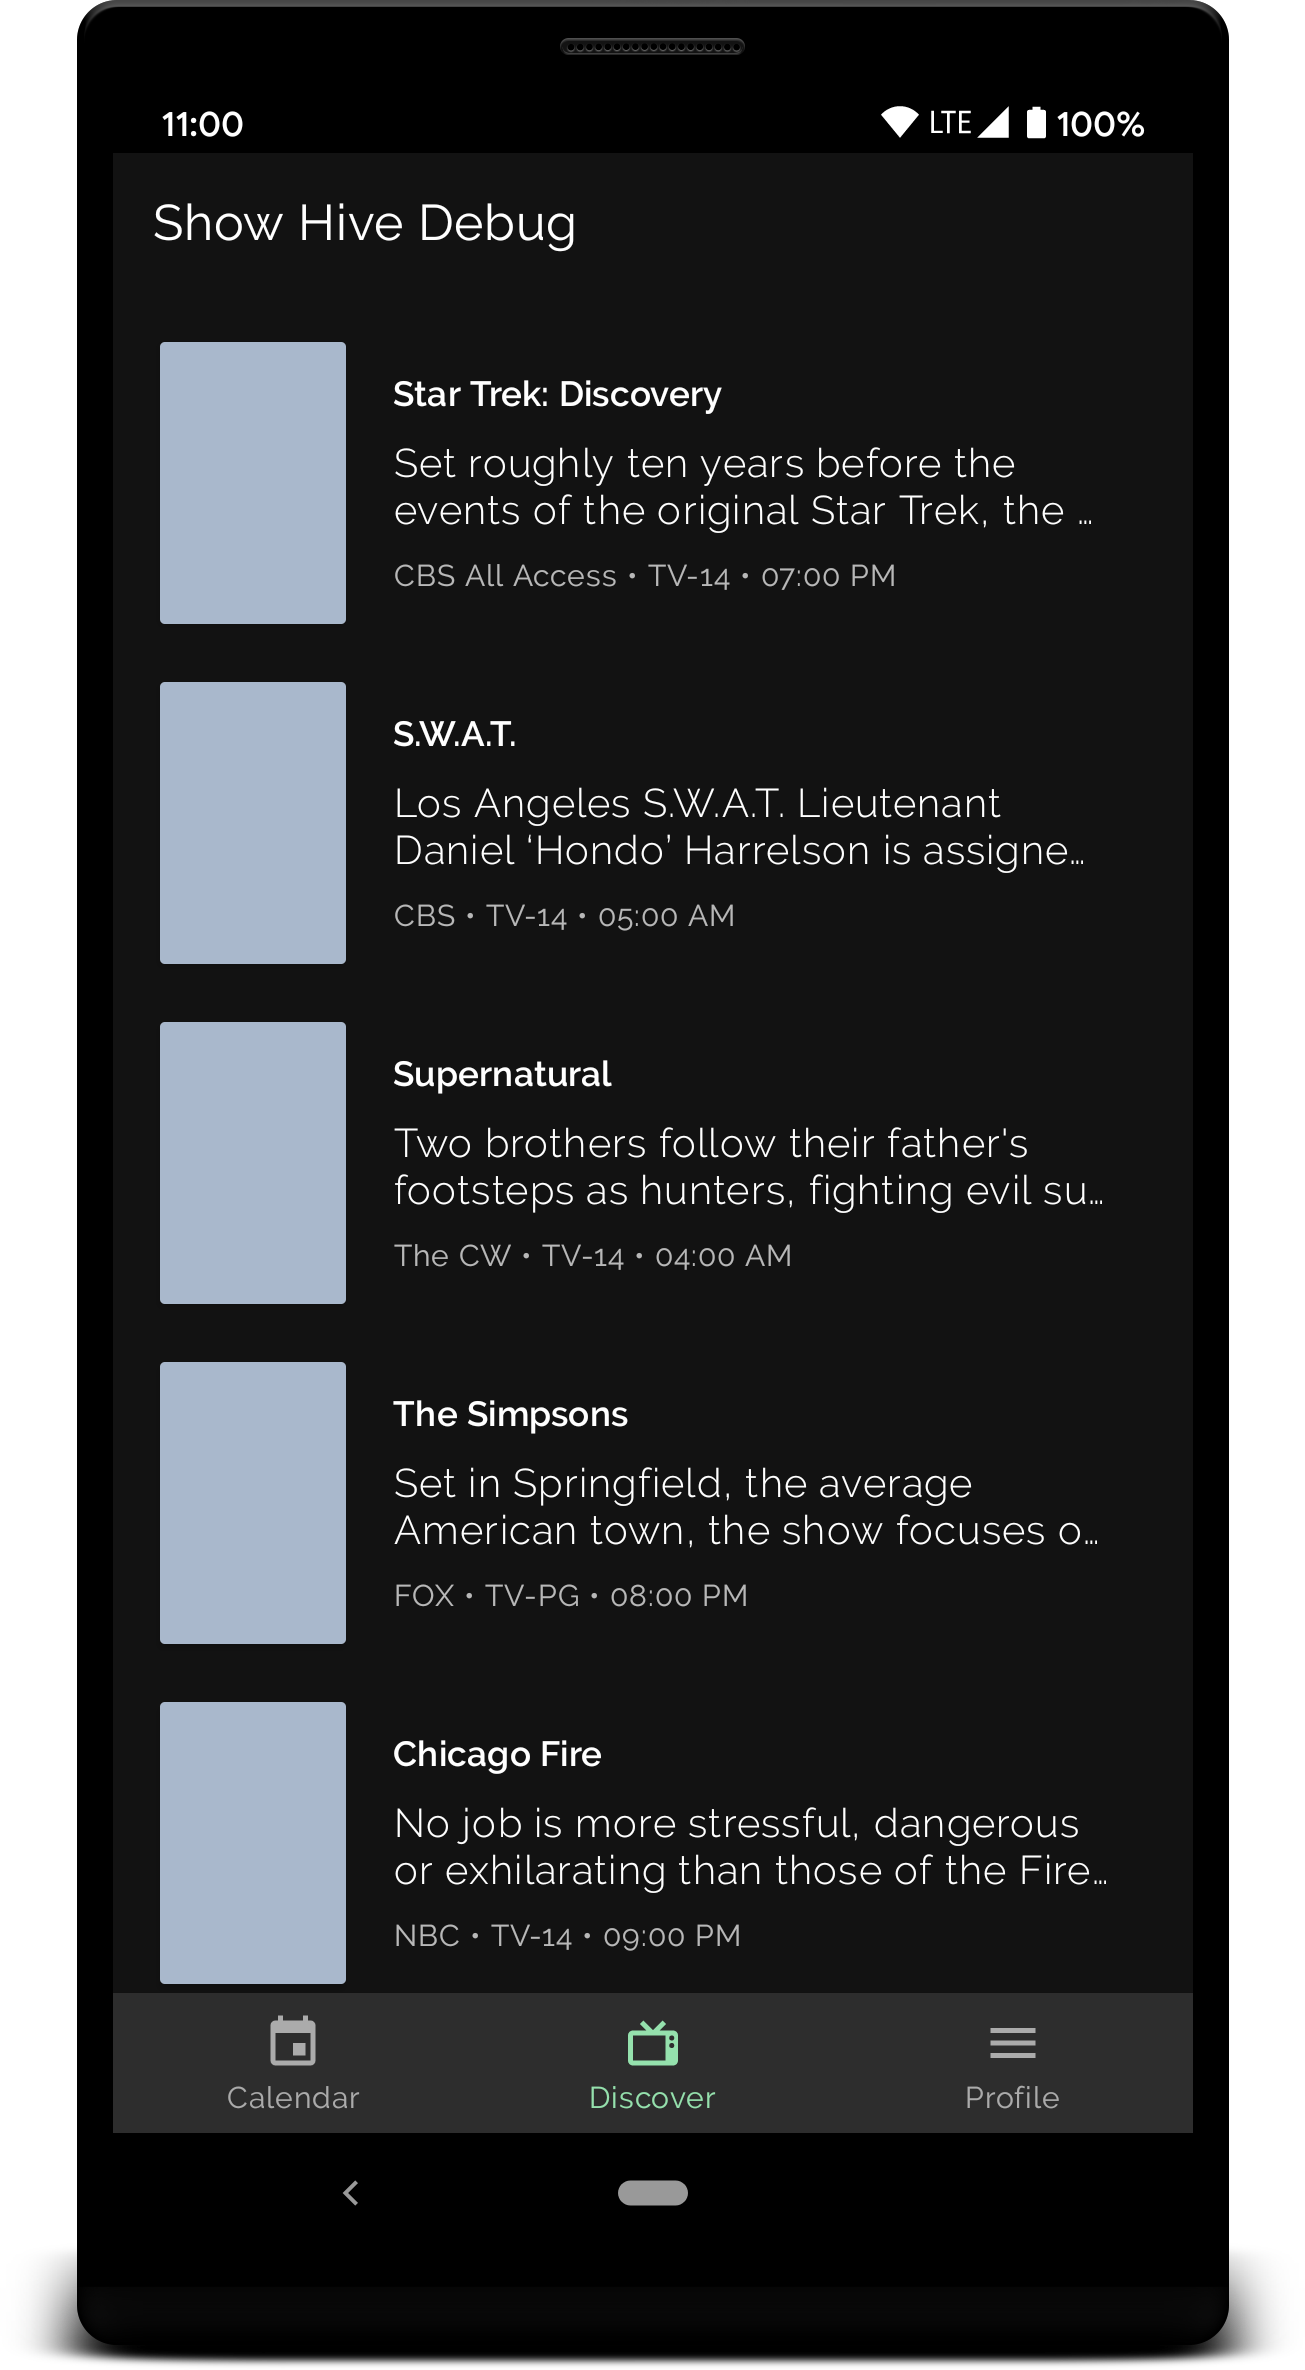 11:00 LTE 100%
Show Hive Debug
Star Trek: Discovery
Set roughly ten years before the
events of the original Star Trek, the …
CBS All Access • TV-14 • 07:00 PM
S.W.A.T.
Los Angeles S.W.A.T. Lieutenant
Daniel ‘Hondo’ Harrelson is assigne…
CBS • TV-14 • 05:00 AM
Supernatural
Two brothers follow their father's
footsteps as hunters, fighting evil su…
The CW • TV-14 • 04:00 AM
The Simpsons
Set in Springfield, the average
American town, the show focuses o…
FOX • TV-PG • 08:00 PM
Chicago Fire
No job is more stressful, dangerous
or exhilarating than those of the Fire…
NBC • TV-14 • 09:00 PM
Calendar Discover Profile